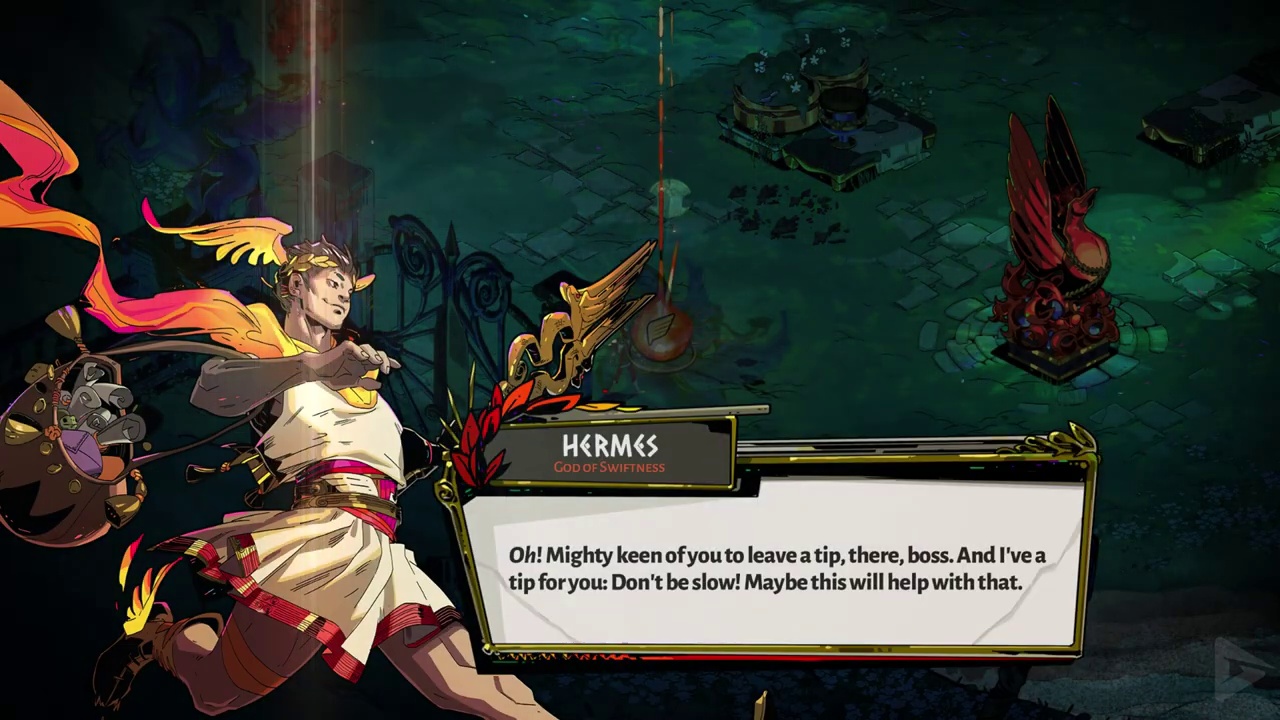 HERMES
GOD OF SWIFTNESS
Oh! Mighty keen of you to leave a tip, there, boss. And I've a
tip for you: Don't be slow! Maybe this will help with that.